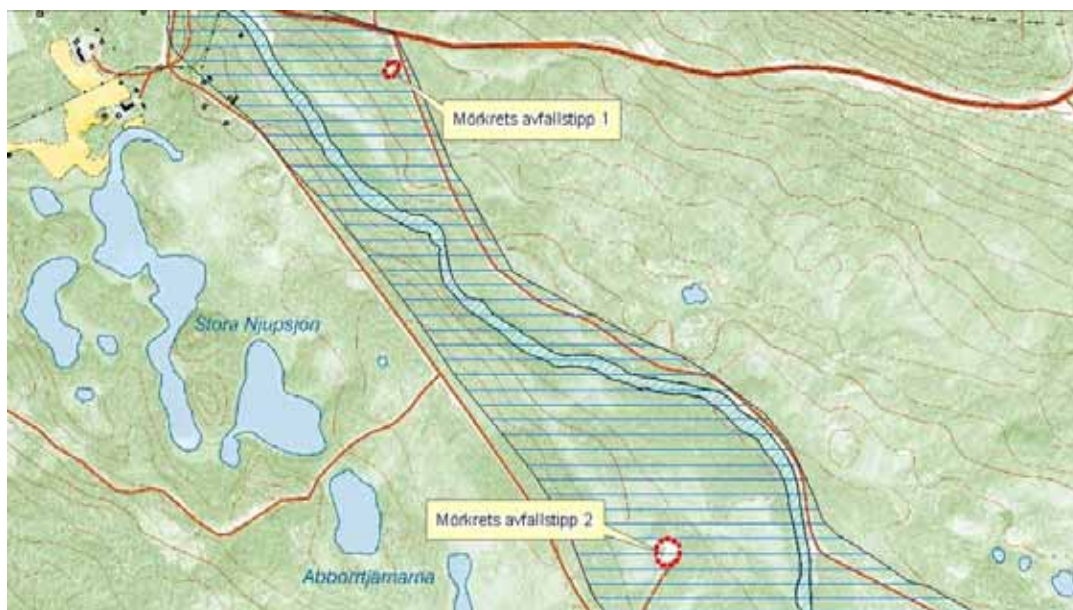 Mörkrets avfallstipp 1
Stora Njupsjön
Mörkrets avfallstipp 2
Abborrtjärnarna